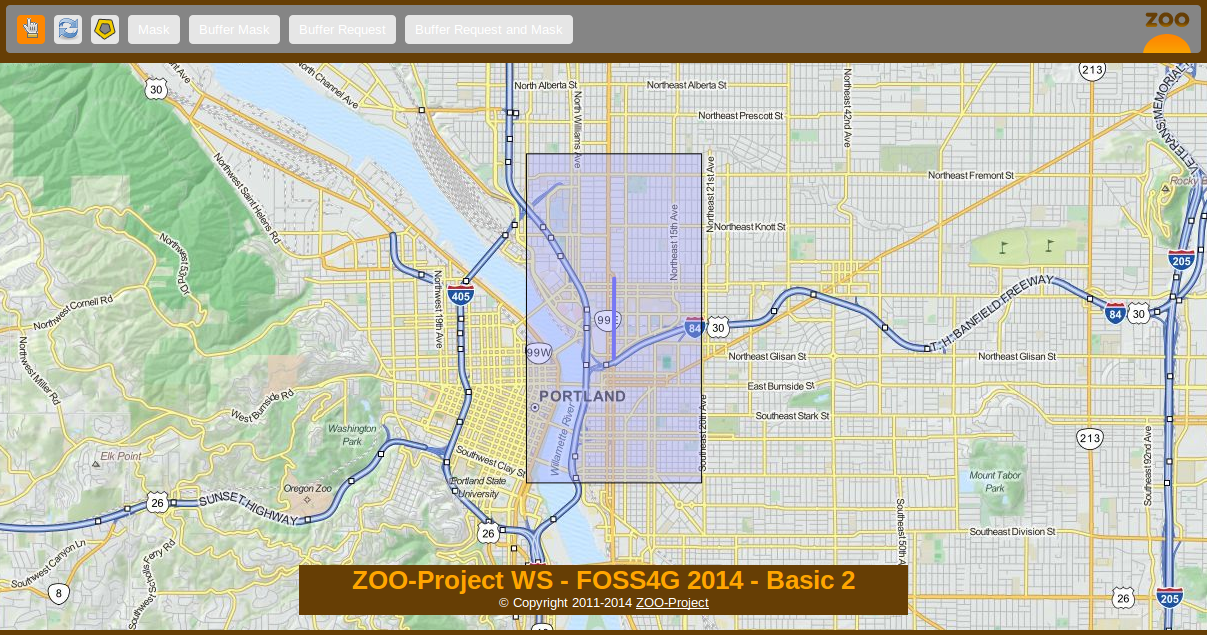 Mask
Buffer Mask
Buffer Request
Buffer Request and Mask
ZOO
213
North Alberta St
Northeast Alberta St
North Channel Ave
30
North Williams Ave
Northeast Prescott St
Northeast 42nd Ave
VETERANS MEMORIAL
Northwest Saint Helens Rd
Northeast 21st Ave
Northeast Fremont St
Rocky B
Northeast 15th Ave
Northeast Knott St
Northwest 53rd Dr
205
405
Northwest 19th Ave
Northwest Cornell Rd
99E
84
30
T. H. BANFIELD FREEWAY
84
30
Northwest Miller Rd
99W
Northeast Glisan St
Northeast Glisan St
PORTLAND
East Burnside St
West Burnside Rd
Southeast Stark St
Washington
Park
Willamette River
Southeast 20th Ave
213
Southeast 92nd Ave
Elk Point
Southwest Clay St
Mount Tabor
Park
Portland State
University
Oregon Zoo
26
SUNSET HIGHWAY
Southeast 50th A
Southeast Division St
26
Southwest Canyon Ln
Ferry Rd
Southwest Scholls
8
26
205
ZOO-Project WS - FOSS4G 2014 - Basic 2
© Copyright 2011-2014 ZOO-Project